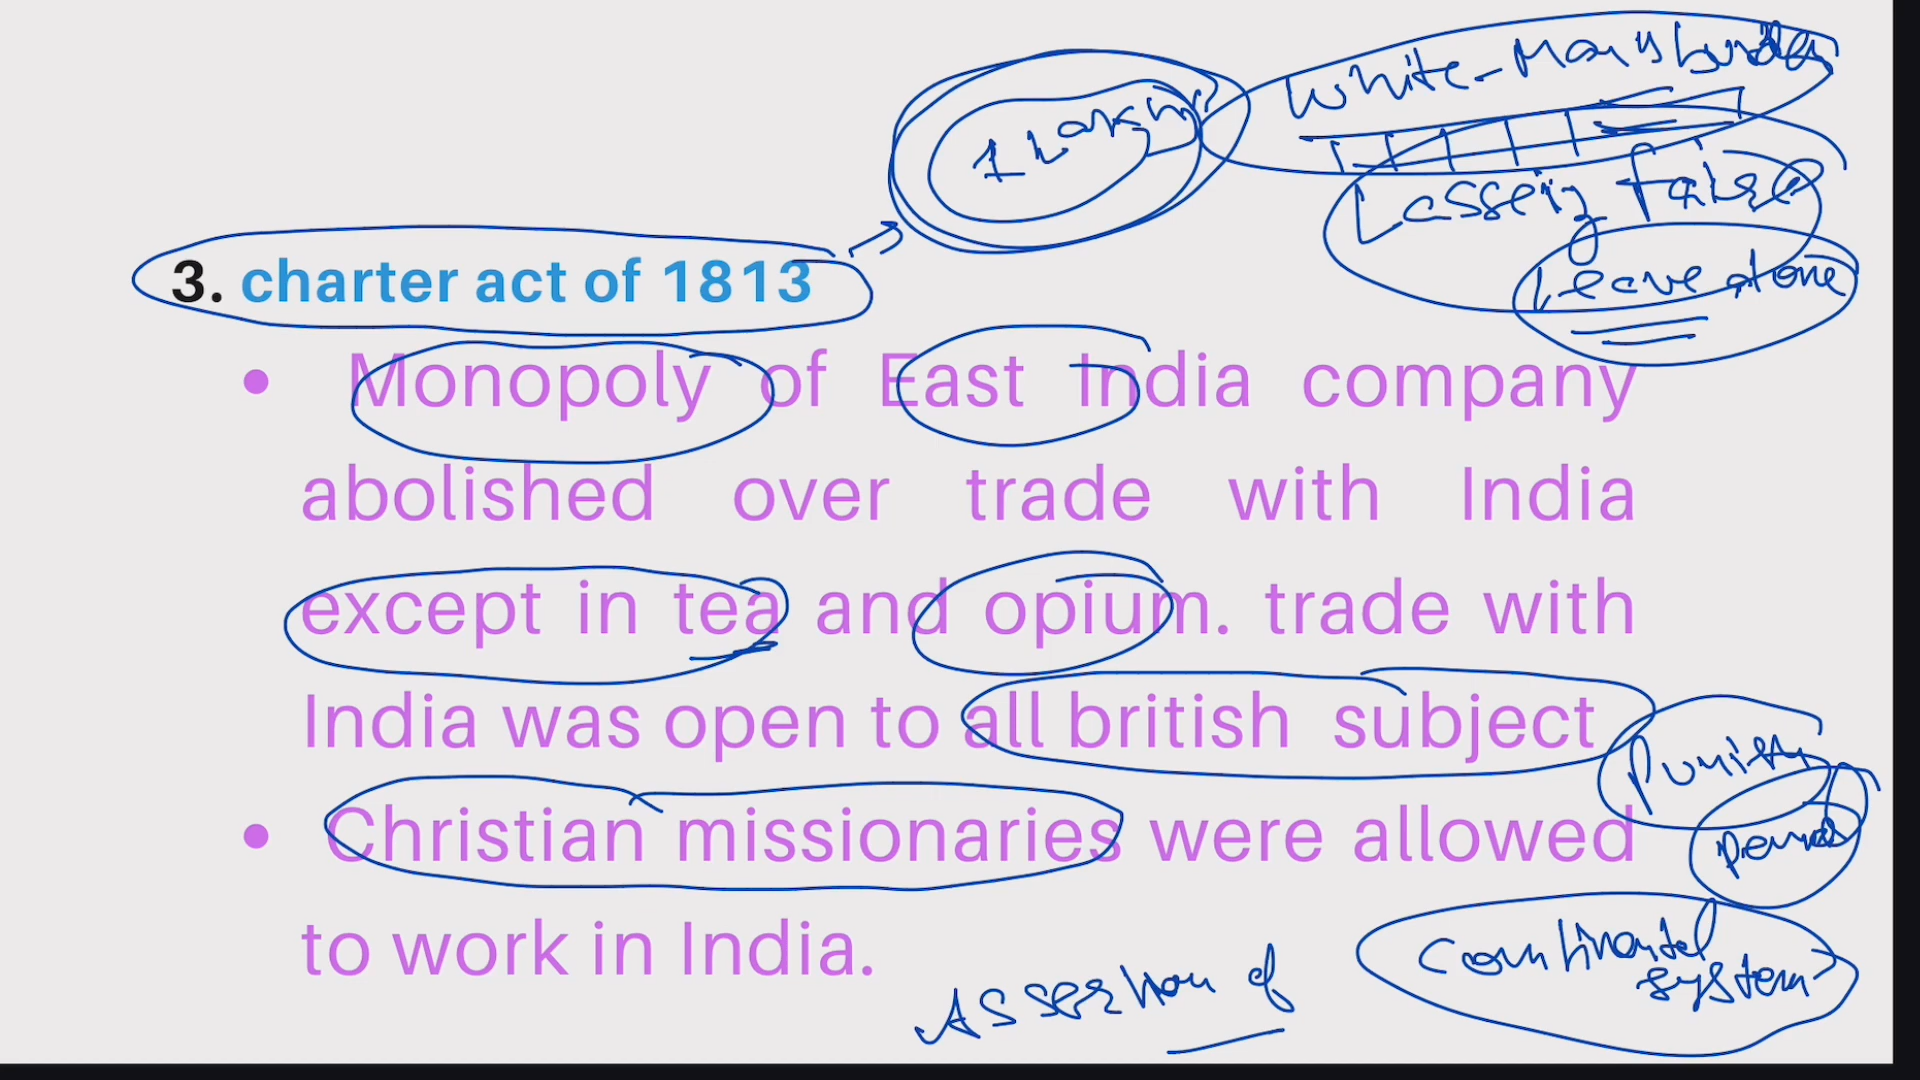 White-Man's burden
1 Lakh
Lasseiz faire
Leave alone
3. charter act of 1813
• Monopoly of East India company
abolished over trade with India
except in tea and opium. trade with
India was open to all british subject
• Christian missionaries were allowed
to work in India.
Continental
system
Assertion of